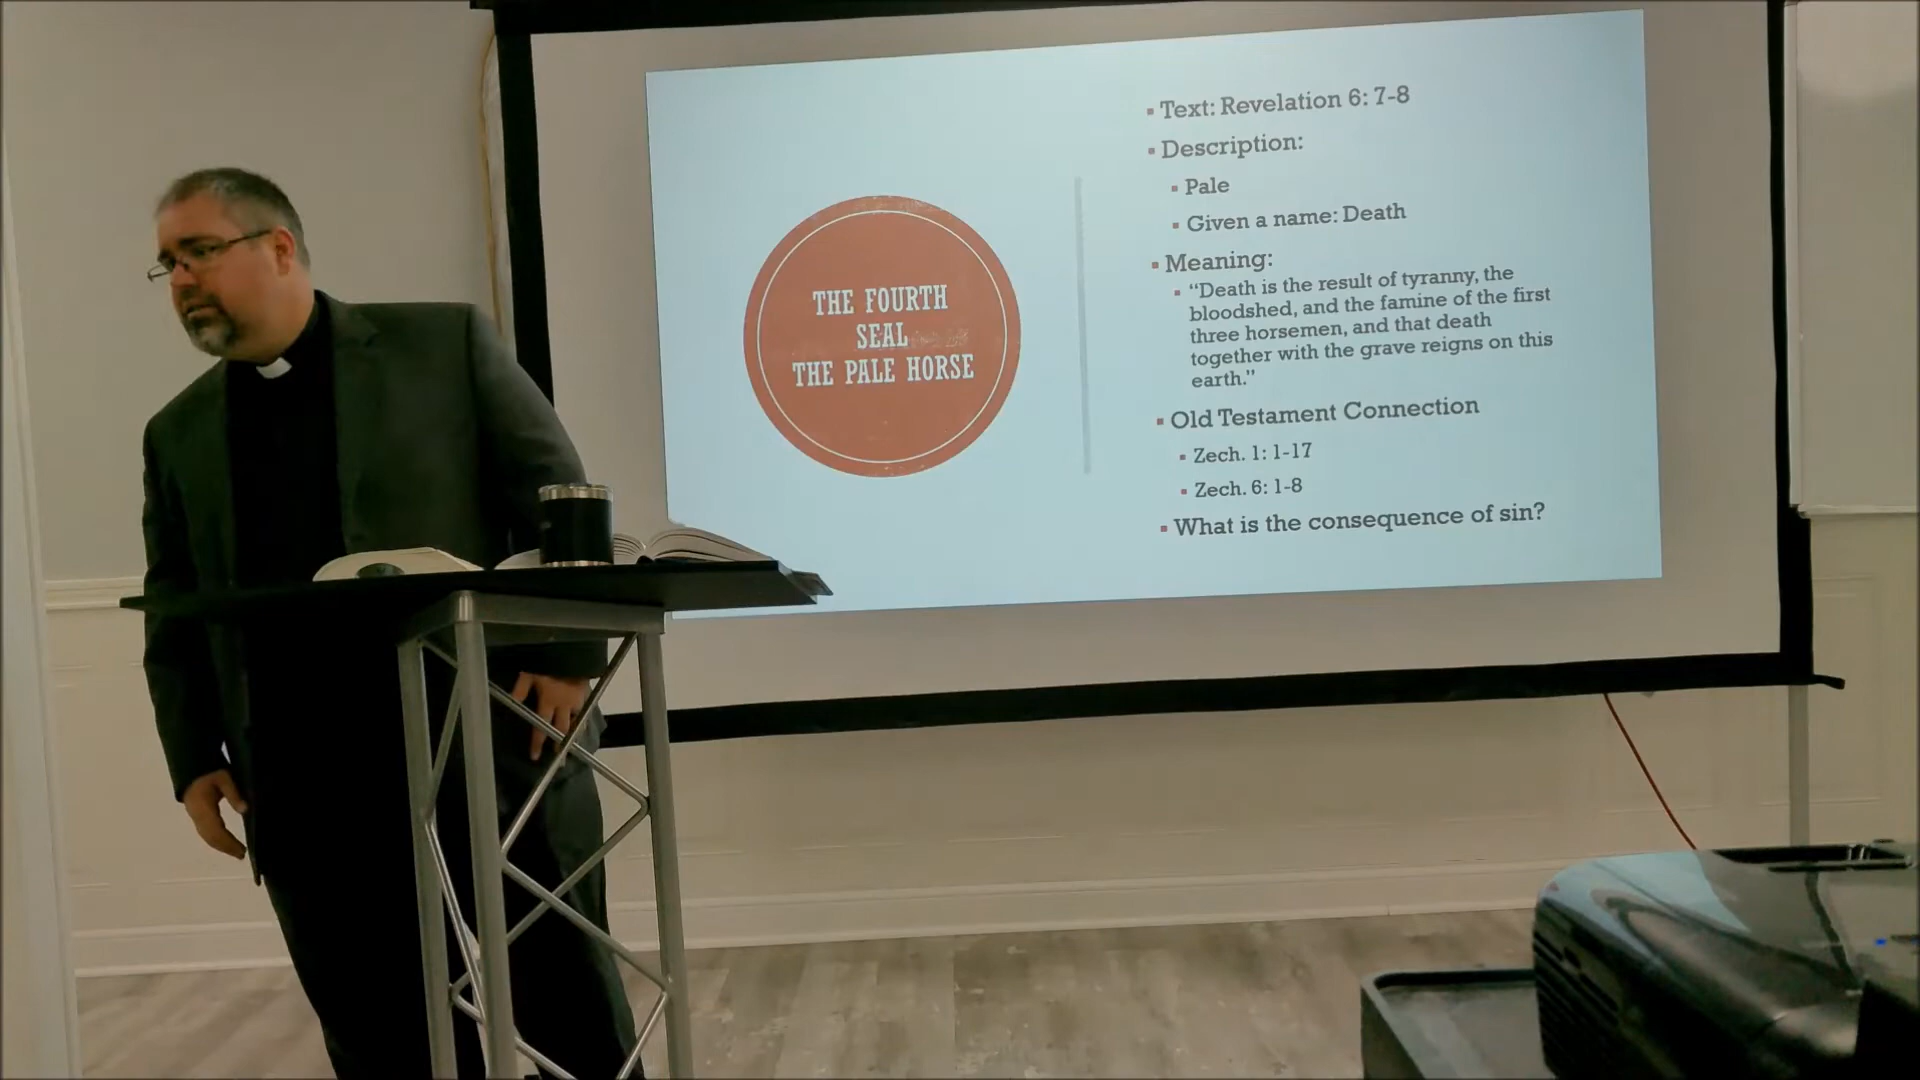 THE FOURTH
SEAL
THE PALE HORSE
Text: Revelation 6: 7-8
Description:
Pale
Given a name: Death
Meaning:
“Death is the result of tyranny, the
bloodshed, and the famine of the first
three horsemen, and that death
together with the grave reigns on this
earth.”
Old Testament Connection
Zech. 1: 1-17
Zech. 6: 1-8
What is the consequence of sin?